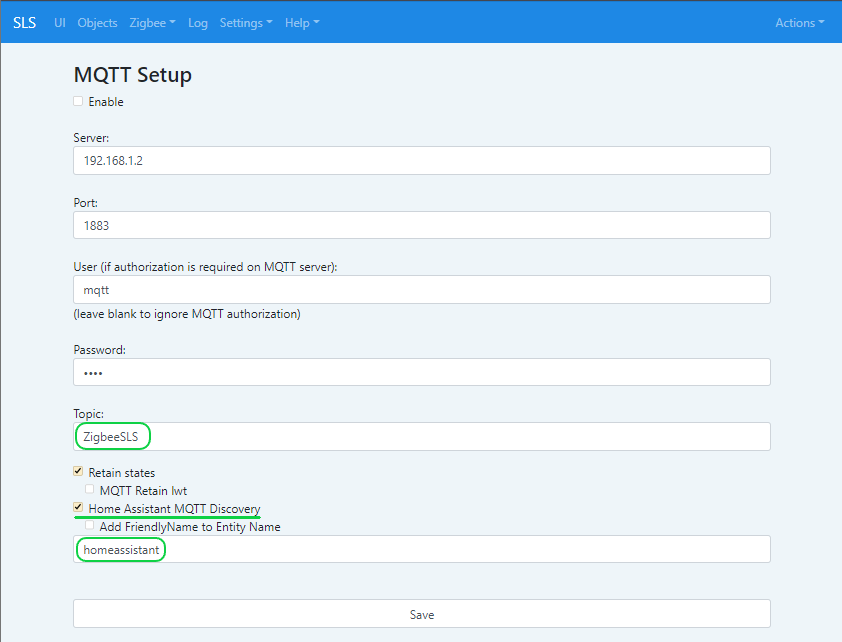 SLS UI Objects Zigbee Log Settings Help Actions
MQTT Setup
Enable
Server:
192.168.1.2
Port:
1883
User (if authorization is required on MQTT server):
mqtt
(leave blank to ignore MQTT authorization)
Password:
••••
Topic:
ZigbeeSLS
Retain states
MQTT Retain lwt
Home Assistant MQTT Discovery
Add FriendlyName to Entity Name
homeassistant
Save